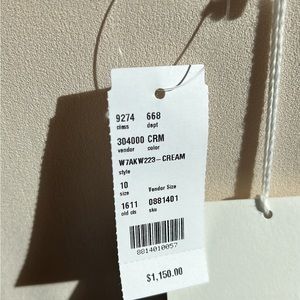 9274 668
class dept
304000 CRM
vendor color
W7AKW223-CREAM
style
10 Vendor Size
size
1611 0881401
old cls sku
8814010057
$1,150.00